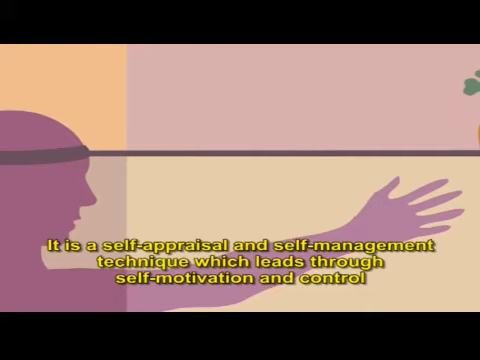 It is a self-appraisal and self-management
technique which leads through
self-motivation and control